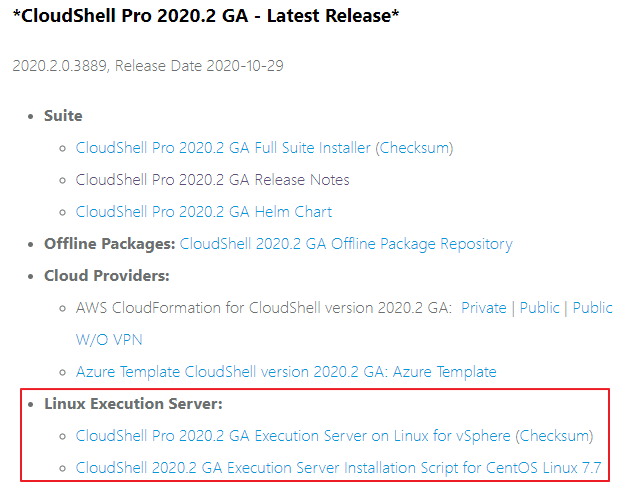 *CloudShell Pro 2020.2 GA - Latest Release*
2020.2.0.3889, Release Date 2020-10-29
• Suite
◦ CloudShell Pro 2020.2 GA Full Suite Installer (Checksum)
◦ CloudShell Pro 2020.2 GA Release Notes
◦ CloudShell Pro 2020.2 GA Helm Chart
• Offline Packages: CloudShell 2020.2 GA Offline Package Repository
• Cloud Providers:
◦ AWS CloudFormation for CloudShell version 2020.2 GA: Private | Public | Public
W/O VPN
◦ Azure Template CloudShell version 2020.2 GA: Azure Template
• Linux Execution Server:
◦ CloudShell Pro 2020.2 GA Execution Server on Linux for vSphere (Checksum)
◦ CloudShell 2020.2 GA Execution Server Installation Script for CentOS Linux 7.7